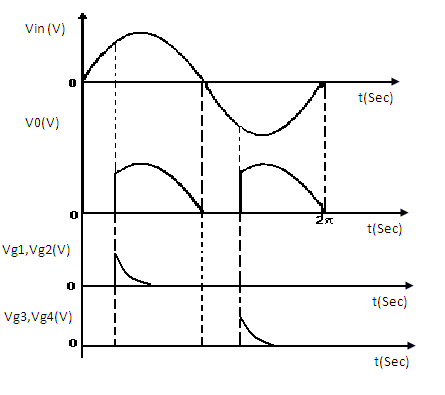 Vin (V)
0
t(Sec)
V0(V)
0
2π
t(Sec)
Vg1,Vg2(V)
0
t(Sec)
Vg3,Vg4(V)
0
t(Sec)